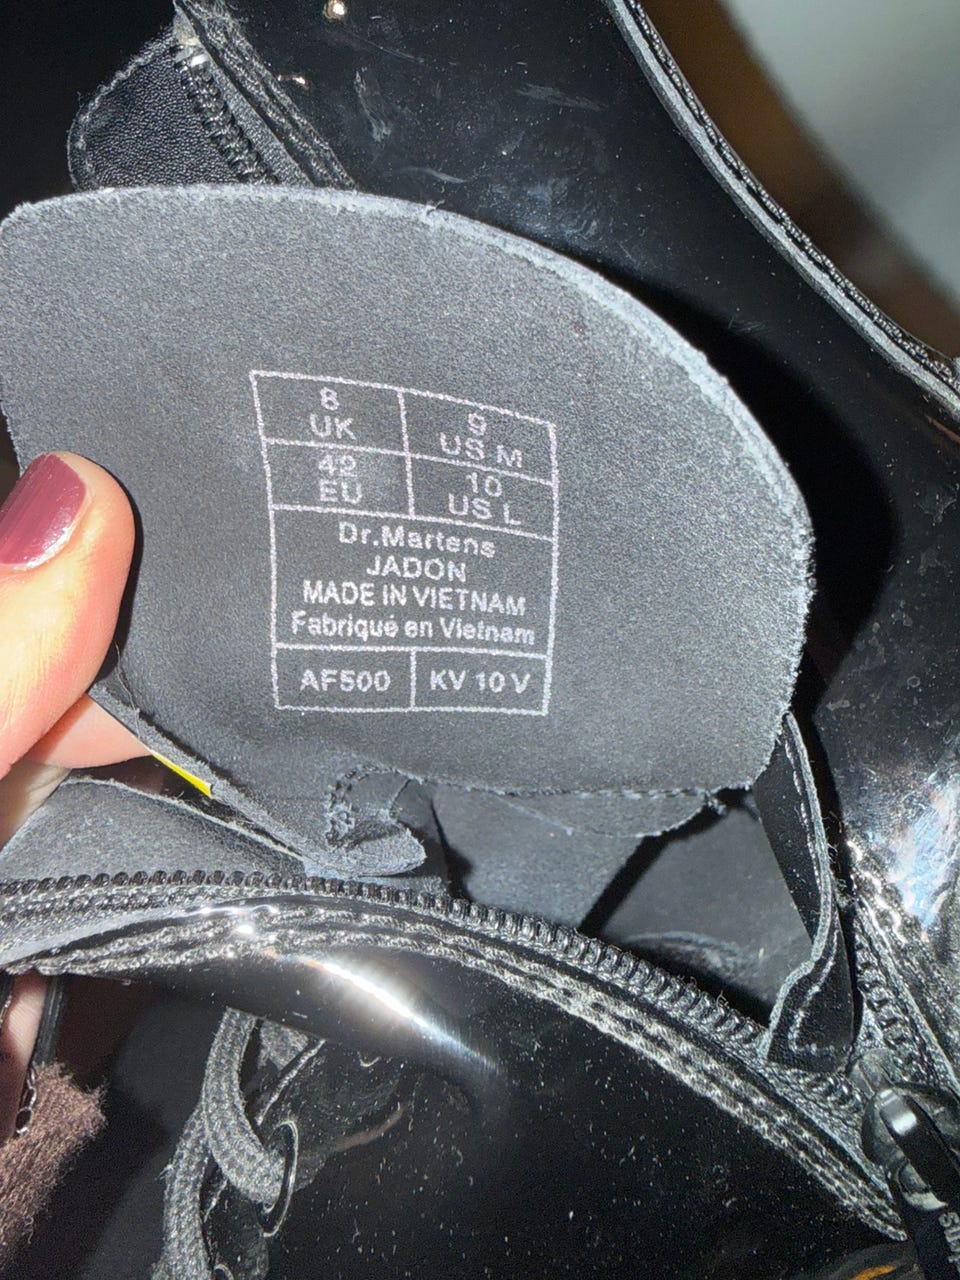 8
UK
9
US M
42
EU
10
US L
Dr.Martens
JADON
MADE IN VIETNAM
Fabriqué en Vietnam
AF500
KV 10 V